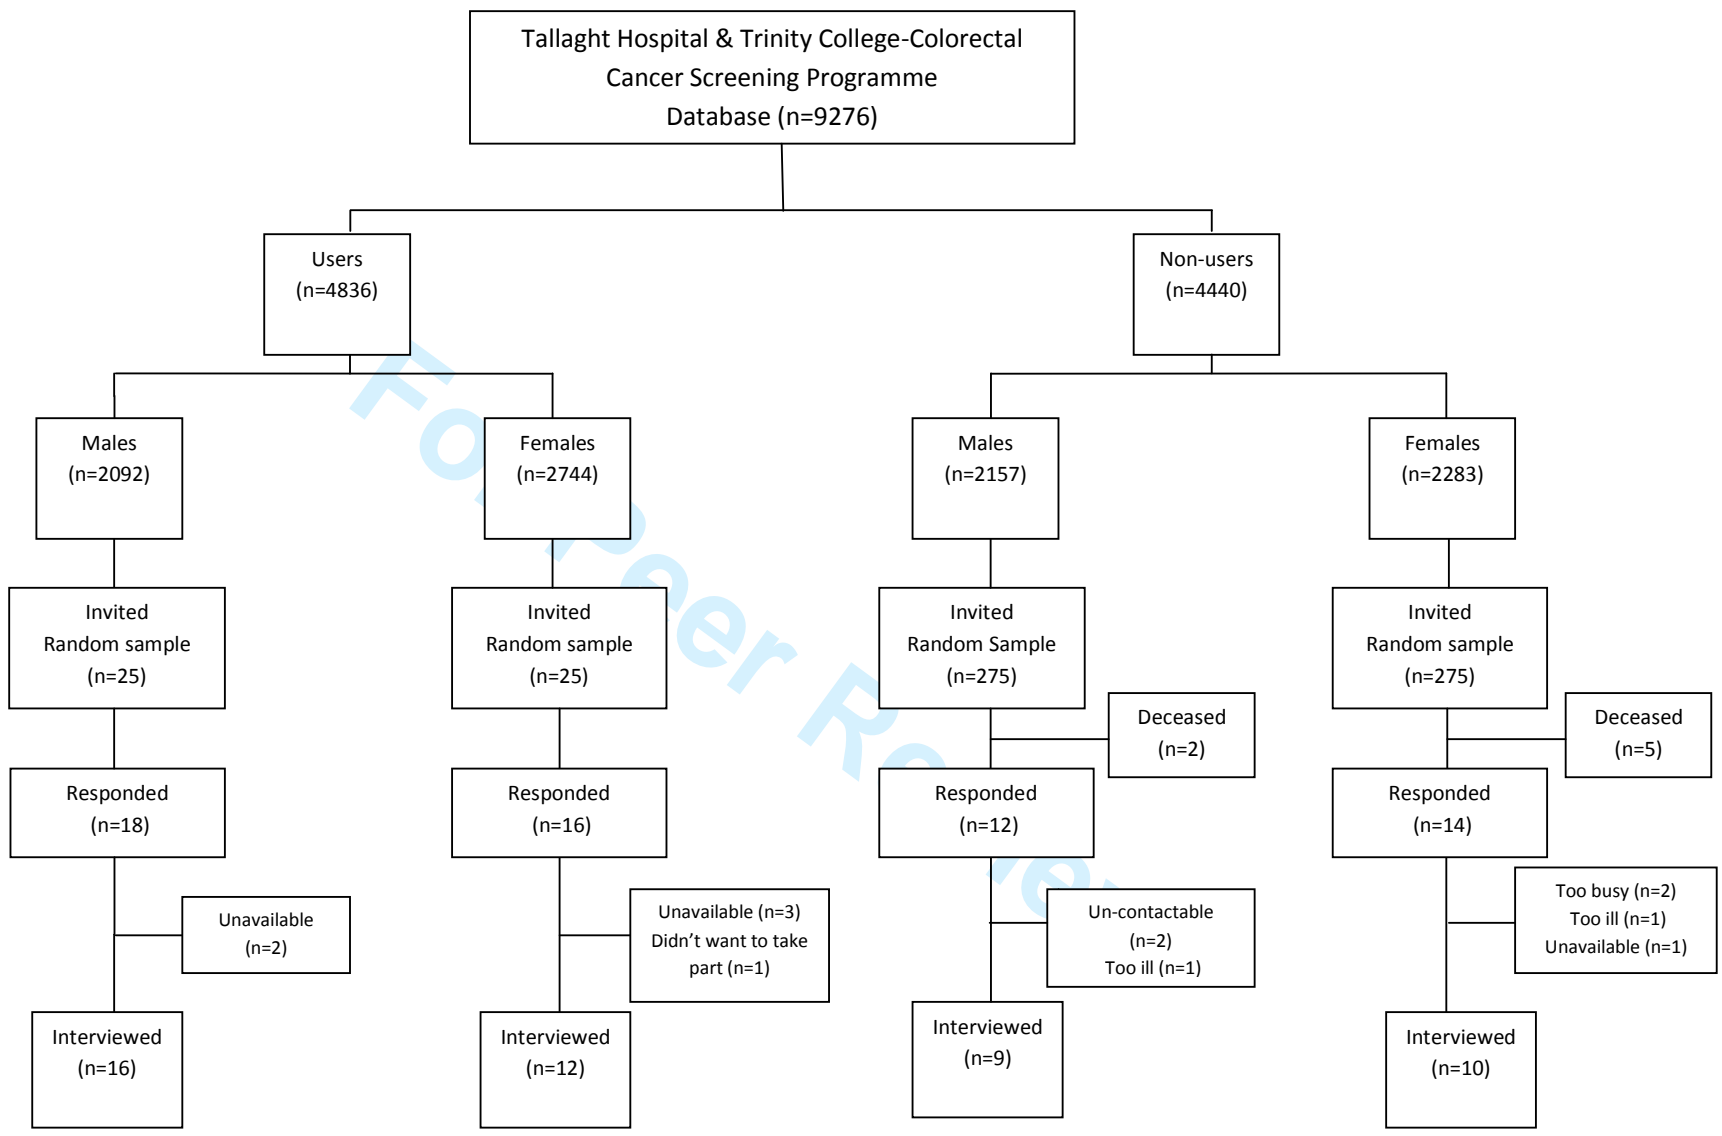 Tallaght Hospital & Trinity College-Colorectal
Cancer Screening Programme
Database (n=9276)
Users
(n=4836)
Non-users
(n=4440)
Males
(n=2092)
Females
(n=2744)
Males
(n=2157)
Females
(n=2283)
Invited
Random sample
(n=25)
Invited
Random sample
(n=25)
Invited
Random Sample
(n=275)
Invited
Random sample
(n=275)
Deceased
(n=2)
Deceased
(n=5)
Responded
(n=18)
Responded
(n=16)
Responded
(n=12)
Responded
(n=14)
Unavailable
(n=2)
Unavailable (n=3)
Didn’t want to take
part (n=1)
Un-contactable
(n=2)
Too ill (n=1)
Too busy (n=2)
Too ill (n=1)
Unavailable (n=1)
Interviewed
(n=16)
Interviewed
(n=12)
Interviewed
(n=9)
Interviewed
(n=10)
For Peer Review